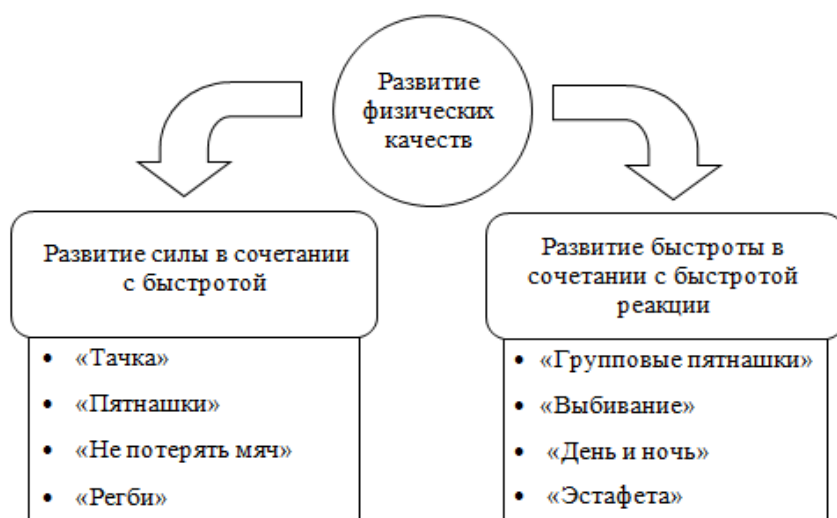 Развитие
физических
качеств
Развитие силы в сочетании
с быстротой
• «Тачка»
• «Пятнашки»
• «Не потерять мяч»
• «Регби»
Развитие быстроты в
сочетании с быстротой
реакции
• «Групповые пятнашки»
• «Выбивание»
• «День и ночь»
• «Эстафета»